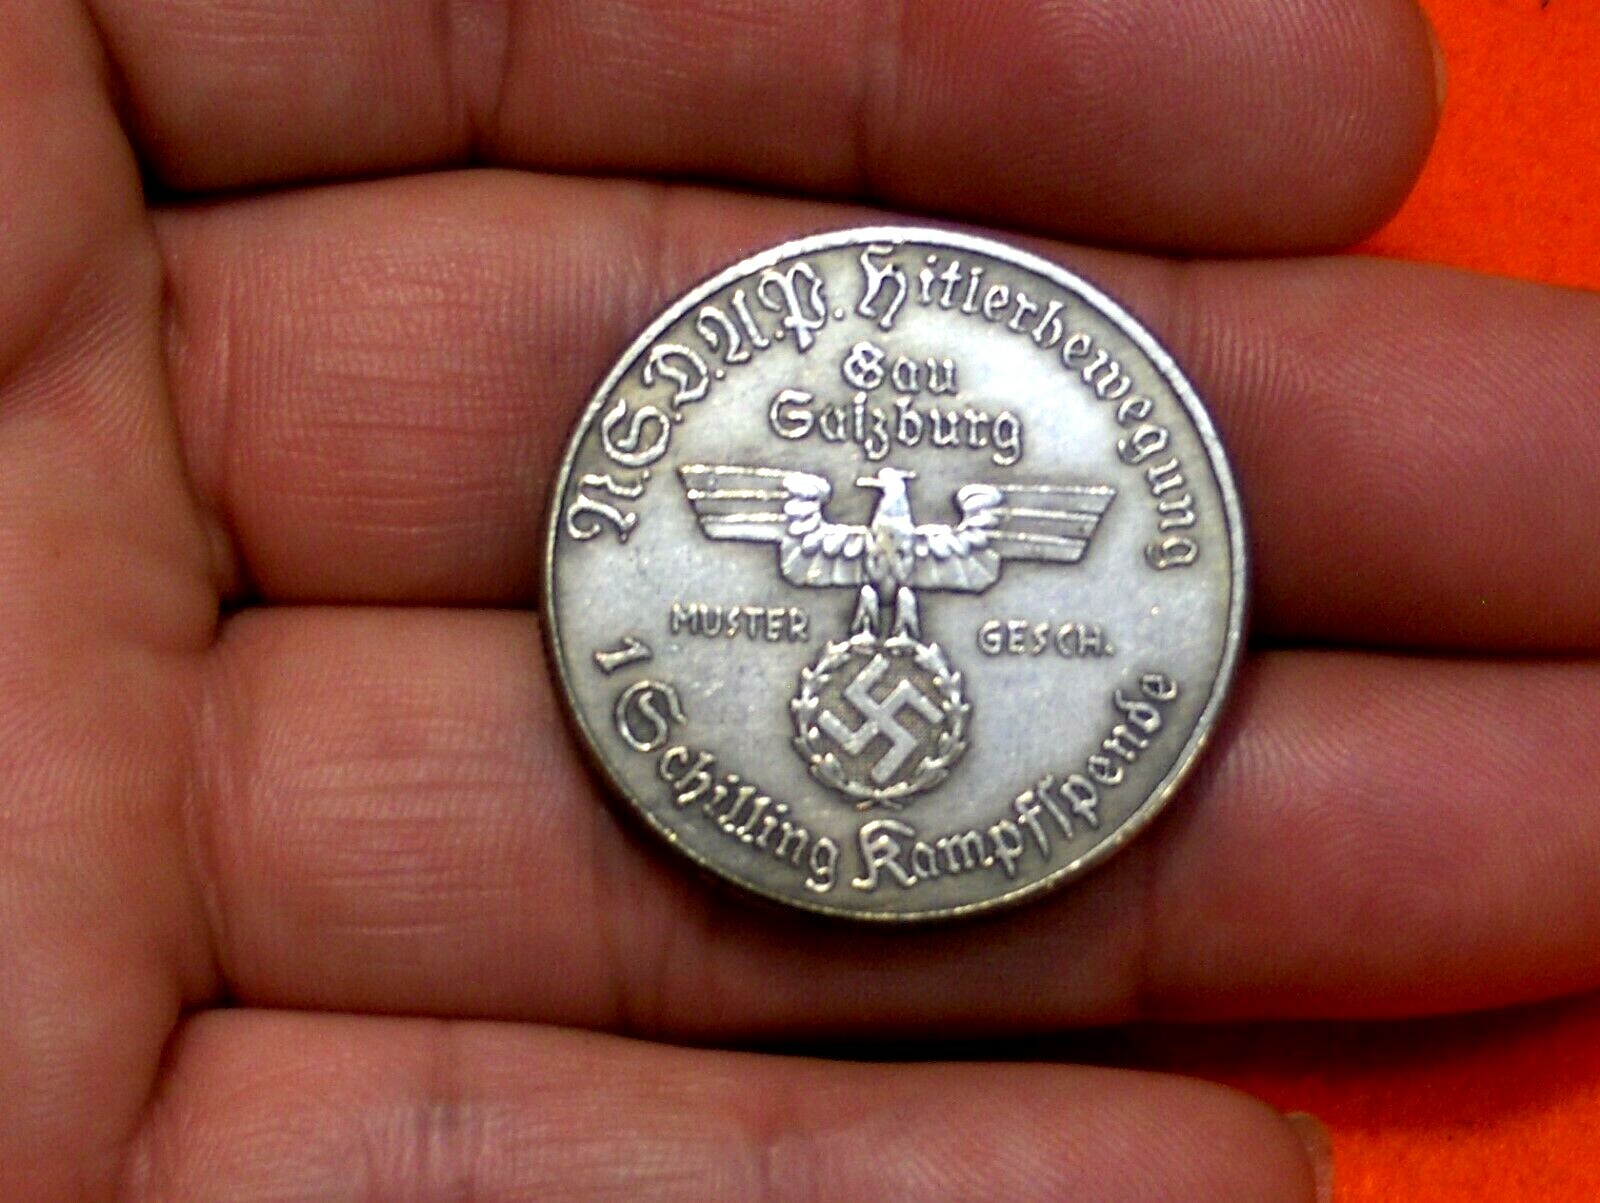 N.S.D.A.P. Hitlerbewegung
Gau
Salzburg
MUSTER GESCH.
1 Schilling Kampfspende